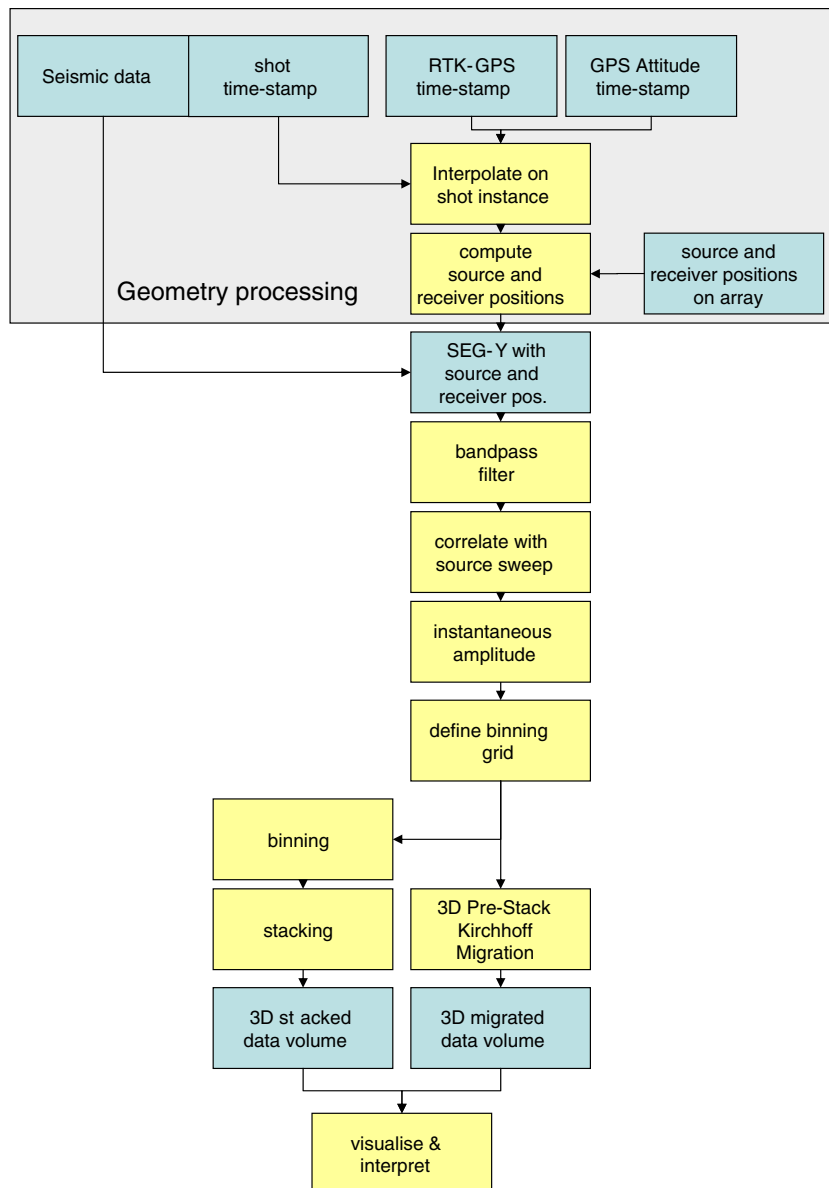 Seismic data
shot
time-stamp
RTK-GPS
time-stamp
GPS Attitude
time-stamp
Interpolate on
shot instance
compute
source and
receiver positions
source and
receiver positions
on array
Geometry processing
SEG-Y with
source and
receiver pos.
bandpass
filter
correlate with
source sweep
instantaneous
amplitude
define binning
grid
binning
stacking
3D Pre-Stack
Kirchhoff
Migration
3D st acked
data volume
3D migrated
data volume
visualise &
interpret